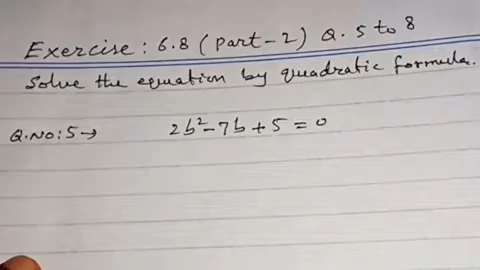 Exercise: 6.8 (Part-2) Q. 5 to 8
Solve the equation by quadratic formula.
Q.NO:5→ 2b²-7b+5=0